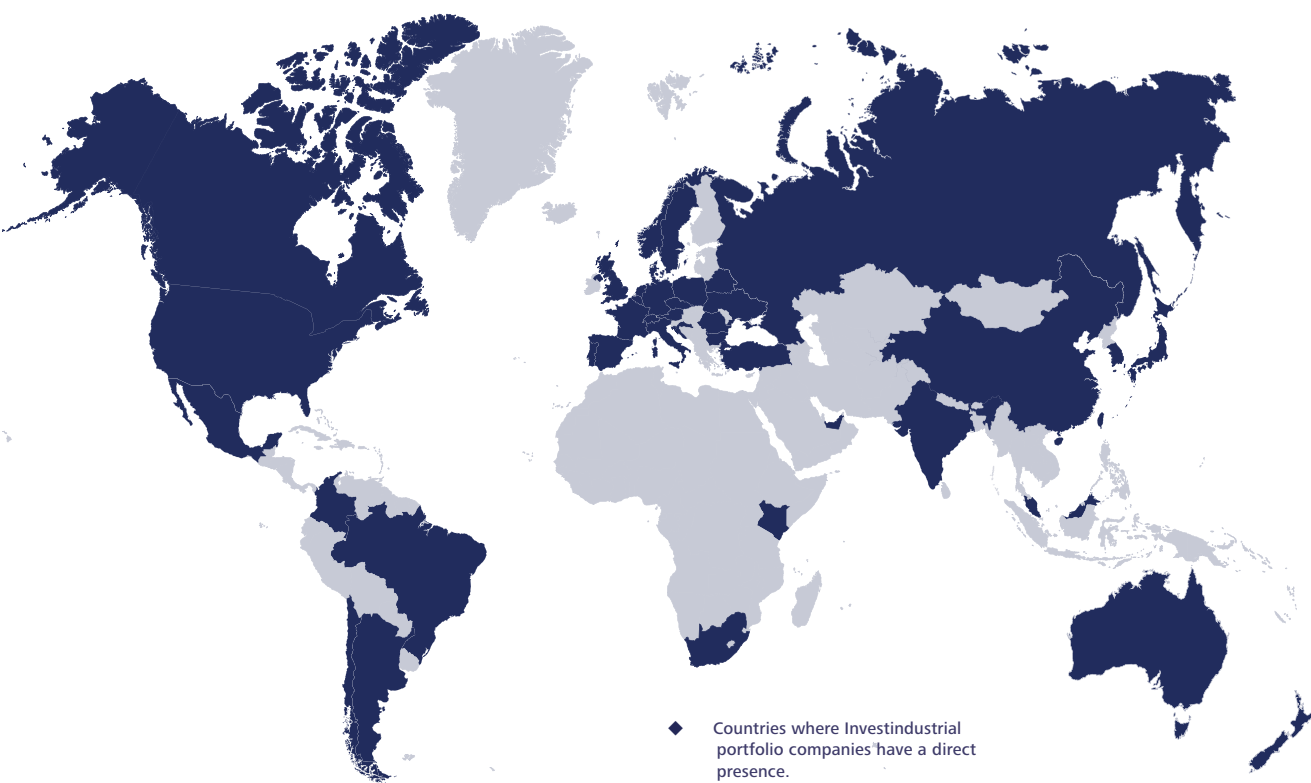 Countries where Investindustrial
portfolio companies have a direct
presence.